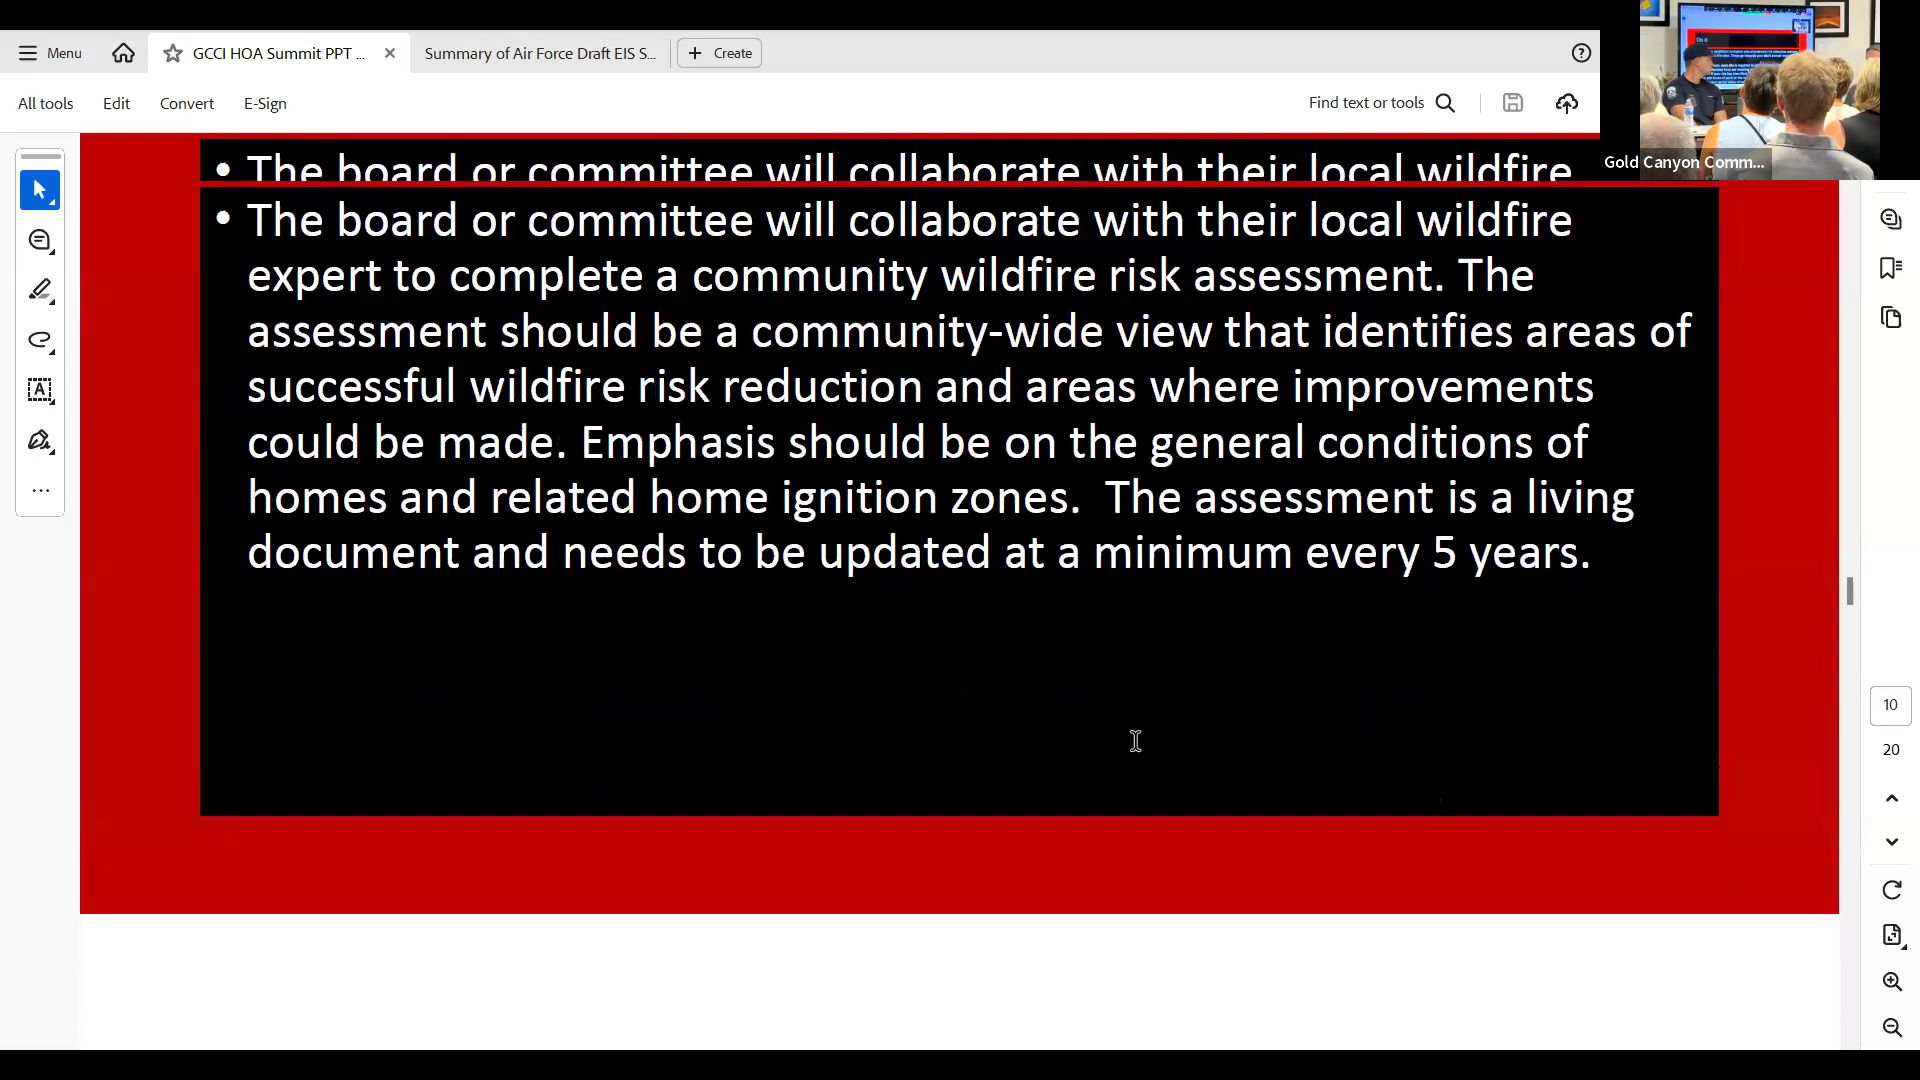 Menu
GCCI HOA Summit PPT ...
Summary of Air Force Draft EIS S...
Create
All tools
Edit
Convert
E-Sign
Find text or tools
Gold Canyon Comm...
• The board or committee will collaborate with their local wildfire
• The board or committee will collaborate with their local wildfire
expert to complete a community wildfire risk assessment. The
assessment should be a community-wide view that identifies areas of
successful wildfire risk reduction and areas where improvements
could be made. Emphasis should be on the general conditions of
homes and related home ignition zones.  The assessment is a living
document and needs to be updated at a minimum every 5 years.
10
20